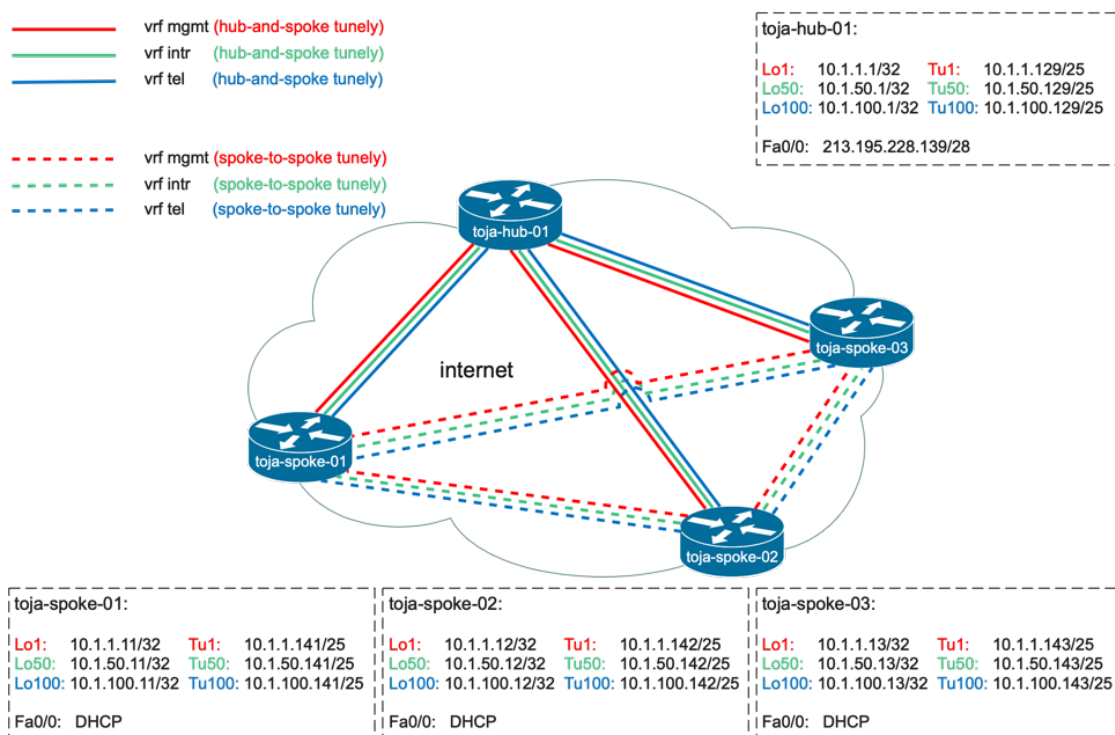 vrf mgmt (hub-and-spoke tunely)
vrf intr (hub-and-spoke tunely)
vrf tel (hub-and-spoke tunely)
vrf mgmt (spoke-to-spoke tunely)
vrf intr (spoke-to-spoke tunely)
vrf tel (spoke-to-spoke tunely)
toja-hub-01:
Lo1: 10.1.1.1/32 Tu1: 10.1.1.129/25
Lo50: 10.1.50.1/32 Tu50: 10.1.50.129/25
Lo100: 10.1.100.1/32 Tu100: 10.1.100.129/25
Fa0/0: 213.195.228.139/28
toja-hub-01
toja-spoke-03
internet
toja-spoke-01
toja-spoke-02
toja-spoke-01:
Lo1: 10.1.1.11/32 Tu1: 10.1.1.141/25
Lo50: 10.1.50.11/32 Tu50: 10.1.50.141/25
Lo100: 10.1.100.11/32 Tu100: 10.1.100.141/25
Fa0/0: DHCP
toja-spoke-02:
Lo1: 10.1.1.12/32 Tu1: 10.1.1.142/25
Lo50: 10.1.50.12/32 Tu50: 10.1.50.142/25
Lo100: 10.1.100.12/32 Tu100: 10.1.100.142/25
Fa0/0: DHCP
toja-spoke-03:
Lo1: 10.1.1.13/32 Tu1: 10.1.1.143/25
Lo50: 10.1.50.13/32 Tu50: 10.1.50.143/25
Lo100: 10.1.100.13/32 Tu100: 10.1.100.143/25
Fa0/0: DHCP